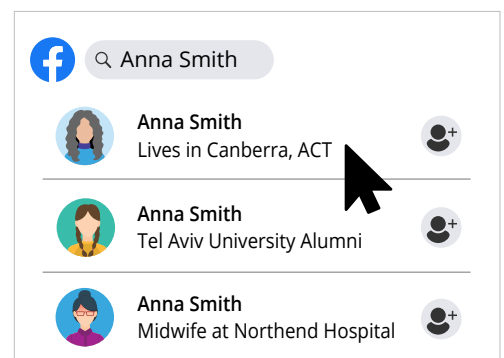 Anna Smith
Anna Smith
Lives in Canberra, ACT
Anna Smith
Tel Aviv University Alumni
Anna Smith
Midwife at Northend Hospital